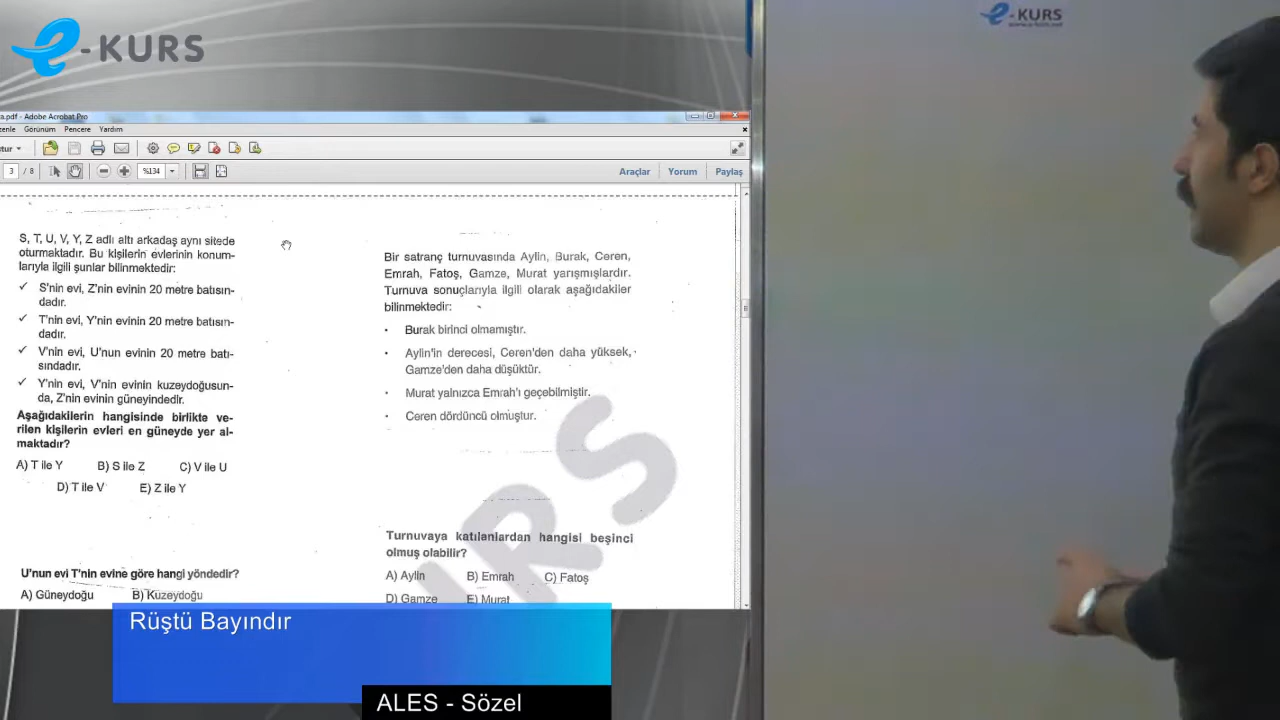 e-KURS
e-KURS
a.pdf - Adobe Acrobat Pro
enle Görünüm Pencere Yardım
tur
3 / 8 %134 Araçlar Yorum Paylaş
S, T, U, V, Y, Z adlı altı arkadaş aynı sitede
oturmaktadır. Bu kişilerin evlerinin konum-
larıyla ilgili şunlar bilinmektedir:
✓ S'nin evi, Z'nin evinin 20 metre batısın-
dadır.
✓ T'nin evi, Y'nin evinin 20 metre batısın-
dadır.
✓ V'nin evi, U'nun evinin 20 metre batı-
sındadır.
✓ Y'nin evi, V'nin evinin kuzeydoğusun-
da, Z'nin evinin güneyindedir.
Aşağıdakilerin hangisinde birlikte ve-
rilen kişilerin evleri en güneyde yer al-
maktadır?
A) T ile Y B) S ile Z C) V ile U
D) T ile V E) Z ile Y
U'nun evi T'nin evine göre hangi yöndedir?
A) Güneydoğu B) Kuzeydoğu
Bir satranç turnuvasında Aylin, Burak, Ceren,
Emrah, Fatoş, Gamze, Murat yarışmışlardır.
Turnuva sonuçlarıyla ilgili olarak aşağıdakiler
bilinmektedir:
• Burak birinci olmamıştır.
• Aylin'in derecesi, Ceren'den daha yüksek,
Gamze'den daha düşüktür.
• Murat yalnızca Emrah'ı geçebilmiştir.
• Ceren dördüncü olmuştur.
Turnuvaya katılanlardan hangisi beşinci
olmuş olabilir?
A) Aylin B) Emrah C) Fatoş
D) Gamze E) Murat
URS
Rüştü Bayındır
ALES - Sözel